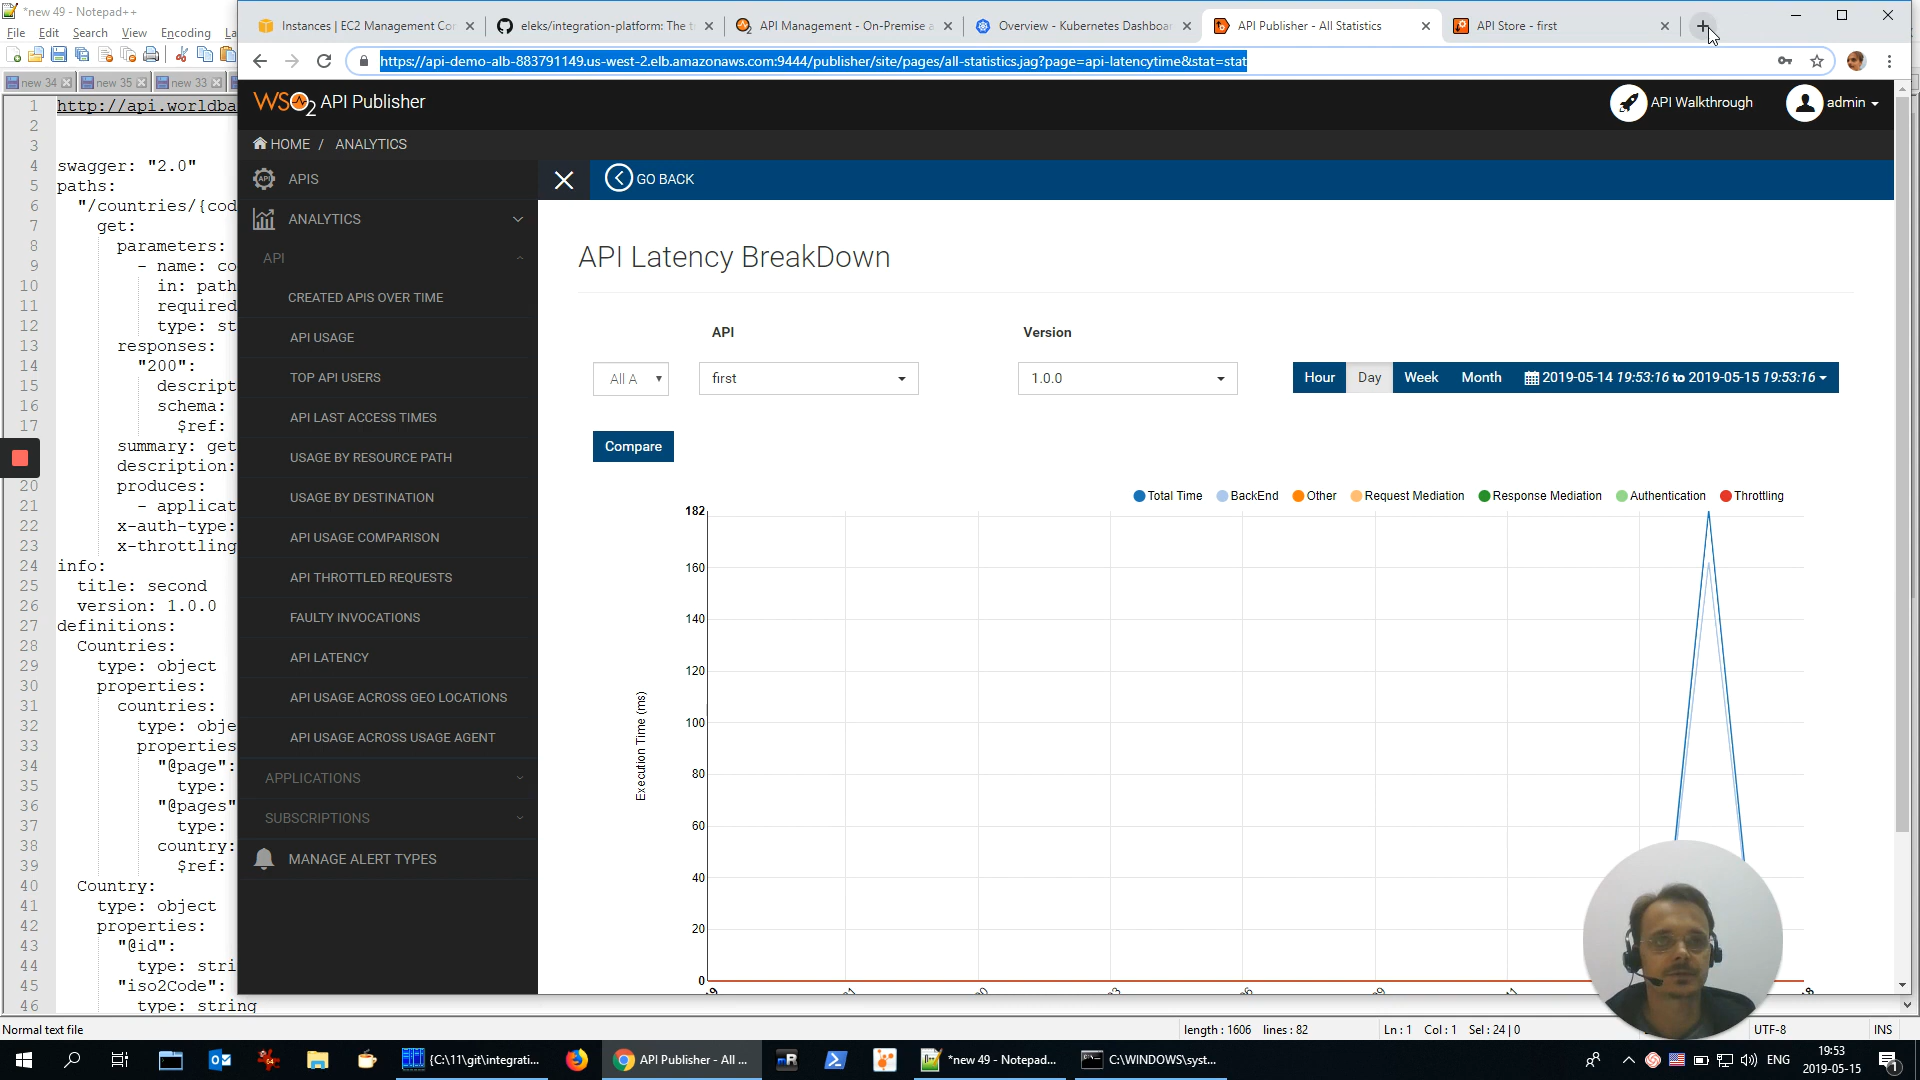 *new 49 - Notepad++
File Edit Search View Encoding La
new 34 new 35 new 33
1 http://api.worldba
2
3
4 swagger: "2.0"
5 paths:
6 "/countries/{cod
7 get:
8 parameters:
9 - name: co
10 in: path
11 required
12 type: st
13 responses:
14 "200":
15 descript
16 schema:
17 $ref:
summary: get
description:
20 produces:
21 - applicat
22 x-auth-type:
23 x-throttling
24 info:
25 title: second
26 version: 1.0.0
27 definitions:
28 Countries:
29 type: object
30 properties:
31 countries:
32 type: obje
33 properties
34 "@page":
35 type:
36 "@pages"
37 type:
38 country:
39 $ref:
40 Country:
41 type: object
42 properties:
43 "@id":
44 type: stri
45 "iso2Code":
46 type: string
Instances | EC2 Management Con
eleks/integration-platform: The t
API Management - On-Premise a
Overview - Kubernetes Dashboar
API Publisher - All Statistics
API Store - first
https://api-demo-alb-883791149.us-west-2.elb.amazonaws.com:9444/publisher/site/pages/all-statistics.jag?page=api-latencytime&stat=stat
WSO2 API Publisher
API Walkthrough
admin
HOME / ANALYTICS
APIS
ANALYTICS
API
CREATED APIS OVER TIME
API USAGE
TOP API USERS
API LAST ACCESS TIMES
USAGE BY RESOURCE PATH
USAGE BY DESTINATION
API USAGE COMPARISON
API THROTTLED REQUESTS
FAULTY INVOCATIONS
API LATENCY
API USAGE ACROSS GEO LOCATIONS
API USAGE ACROSS USAGE AGENT
APPLICATIONS
SUBSCRIPTIONS
MANAGE ALERT TYPES
GO BACK
API Latency BreakDown
API Version
All A first 1.0.0
Hour Day Week Month 2019-05-14 19:53:16 to 2019-05-15 19:53:16
Compare
Total Time BackEnd Other Request Mediation Response Mediation Authentication Throttling
182
160
140
120
100
80
60
40
20
0
Execution Time (ms)
Normal text file
length : 1606 lines : 82
Ln : 1 Col : 1 Sel : 24 | 0
UTF-8
INS
{C:\11\git\integrati...
API Publisher - All ...
*new 49 - Notepad...
C:\WINDOWS\syst...
ENG
19:53
2019-05-15
1